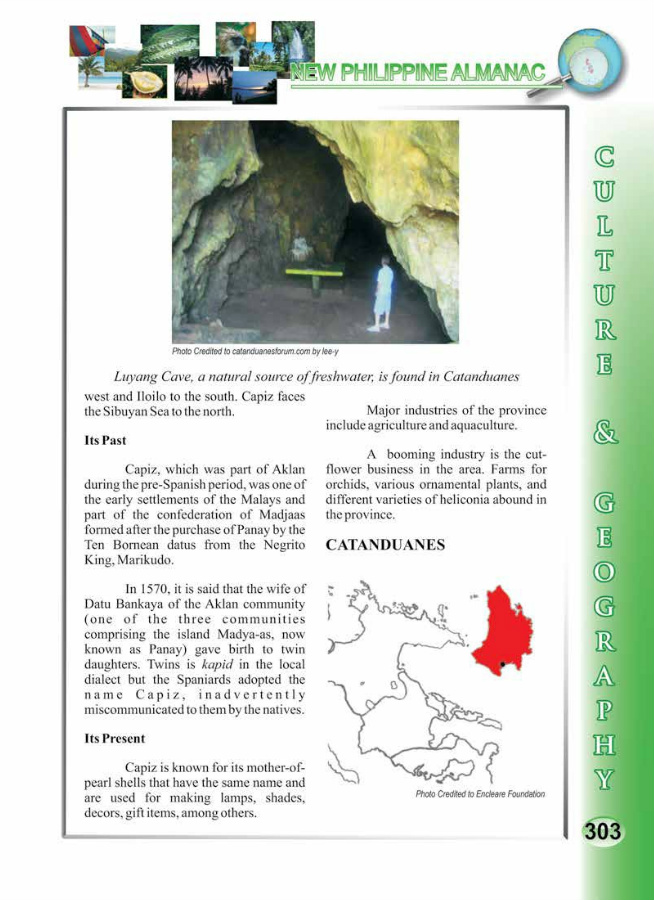 NEW PHILIPPINE ALMANAC
Photo Credited to catanduanesforum.com by lee-y
Luyang Cave, a natural source of freshwater, is found in Catanduanes
west and Iloilo to the south. Capiz faces
the Sibuyan Sea to the north.
Its Past
Capiz, which was part of Aklan
during the pre-Spanish period, was one of
the early settlements of the Malays and
part of the confederation of Madjaas
formed after the purchase of Panay by the
Ten Bornean datus from the Negrito
King, Marikudo.
In 1570, it is said that the wife of
Datu Bankaya of the Aklan community
(one of the three communities
comprising the island Madya-as, now
known as Panay) gave birth to twin
daughters. Twins is kapid in the local
dialect but the Spaniards adopted the
name Capiz, inadvertently
miscommunicated to them by the natives.
Its Present
Capiz is known for its mother-of-
pearl shells that have the same name and
are used for making lamps, shades,
decors, gift items, among others.
Major industries of the province
include agriculture and aquaculture.
A booming industry is the cut-
flower business in the area. Farms for
orchids, various ornamental plants, and
different varieties of heliconia abound in
the province.
CATANDUANES
Photo Credited to Encleare Foundation
CULTURE & GEOGRAPHY
303